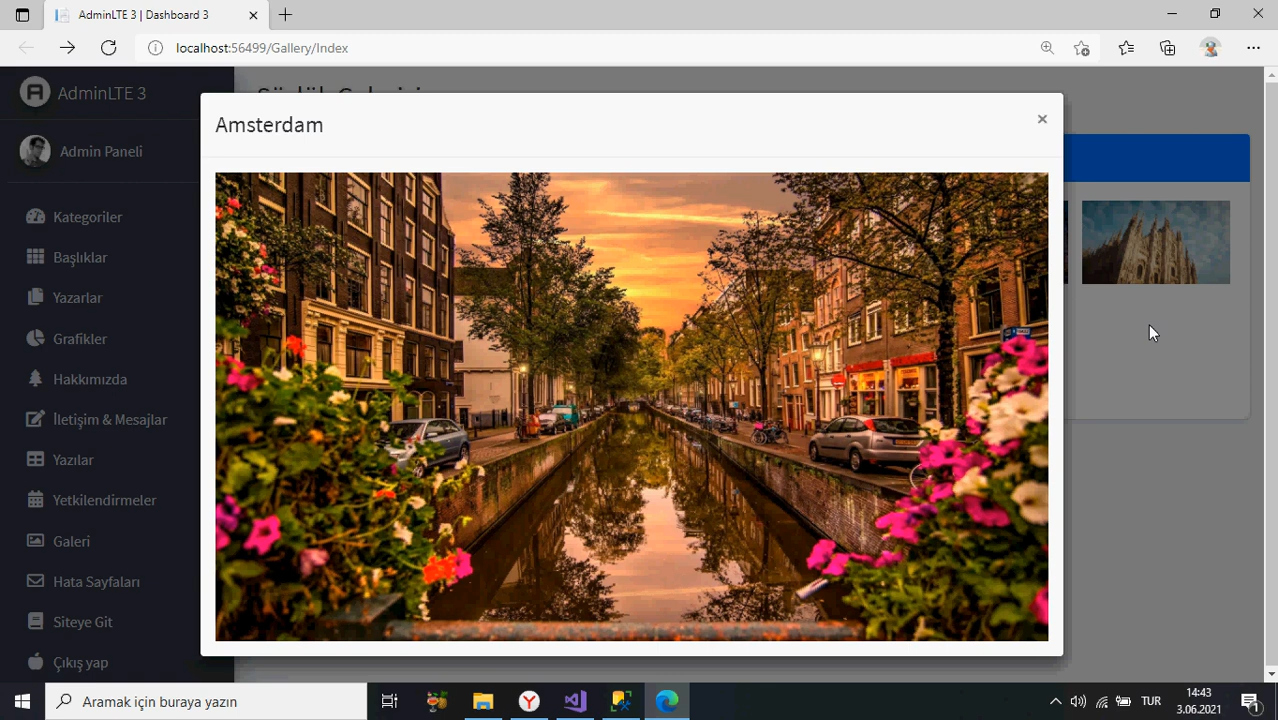 AdminLTE 3 | Dashboard 3
localhost:56499/Gallery/Index
AdminLTE 3
Admin Paneli
Kategoriler
Başlıklar
Yazarlar
Grafikler
Hakkımızda
İletişim & Mesajlar
Yazılar
Yetkilendirmeler
Galeri
Hata Sayfaları
Siteye Git
Çıkış yap
Amsterdam
×
Aramak için buraya yazın
TUR
14:43
3.06.2021
1